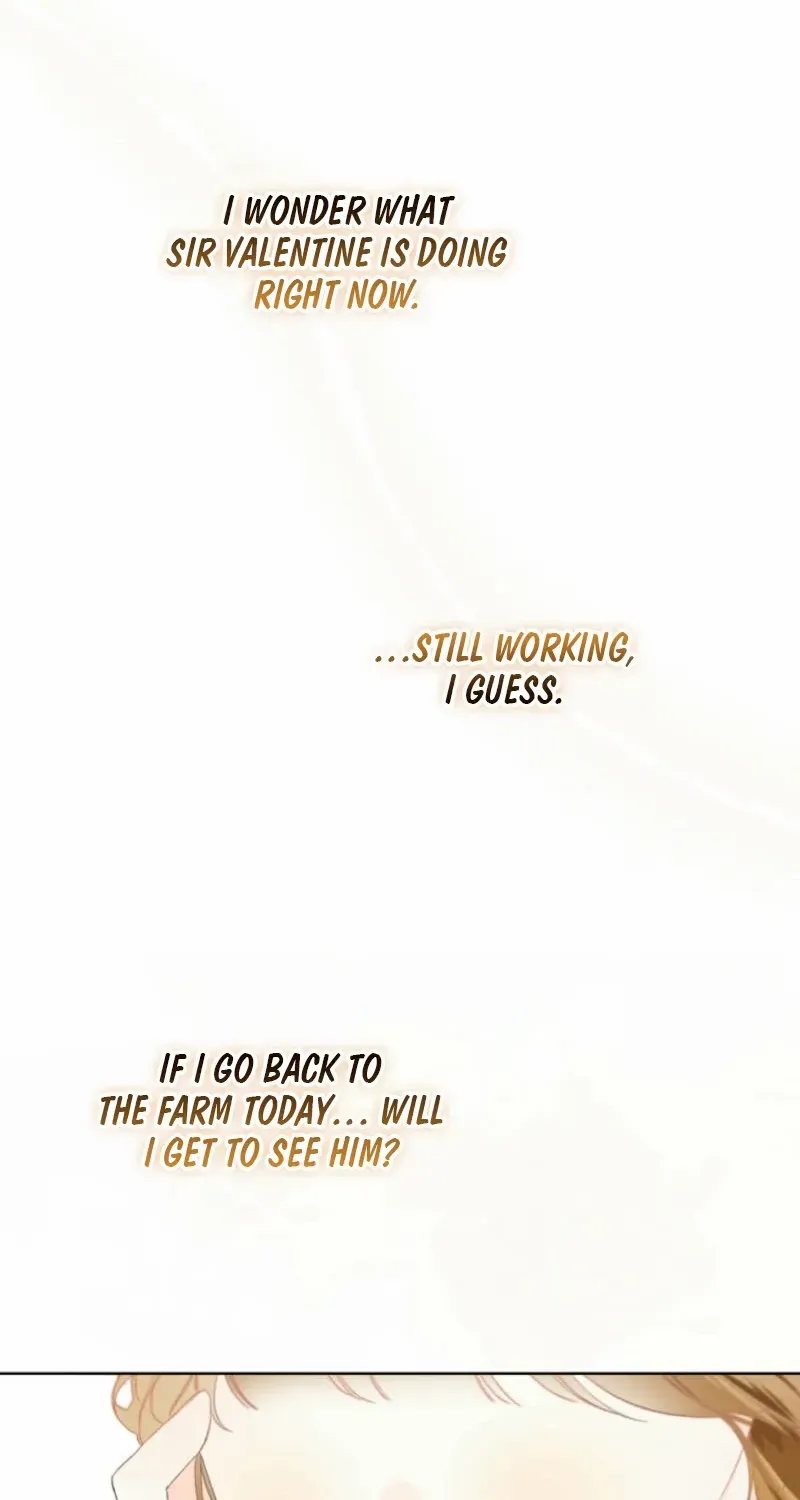 I WONDER WHAT
SIR VALENTINE IS DOING
RIGHT NOW.
...STILL WORKING,
I GUESS.
IF I GO BACK TO
THE FARM TODAY... WILL
I GET TO SEE HIM?